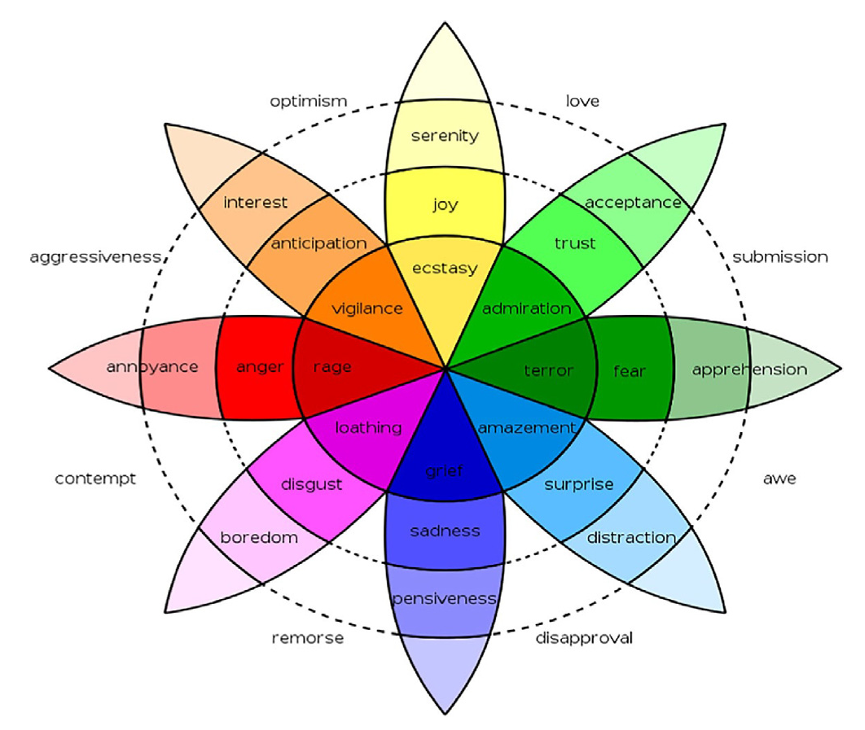 optimism
love
serenity
interest
joy
acceptance
anticipation
trust
aggressiveness
submission
ecstasy
vigilance
admiration
annoyance
anger
rage
terror
fear
apprehension
loathing
amazement
contempt
disgust
grief
surprise
awe
boredom
sadness
distraction
pensiveness
remorse
disapproval